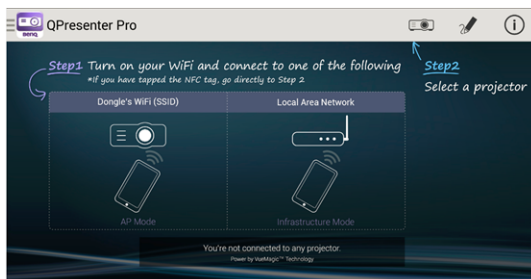 BenQ
QPresenter Pro
Step1 Turn on your WiFi and connect to one of the following
*If you have tapped the NFC tag, go directly to Step 2
Step2
Select a projector
Dongle's WiFi (SSID)
Local Area Network
AP Mode
Infrastructure Mode
You're not connected to any projector.
Power by VueMagic™ Technology